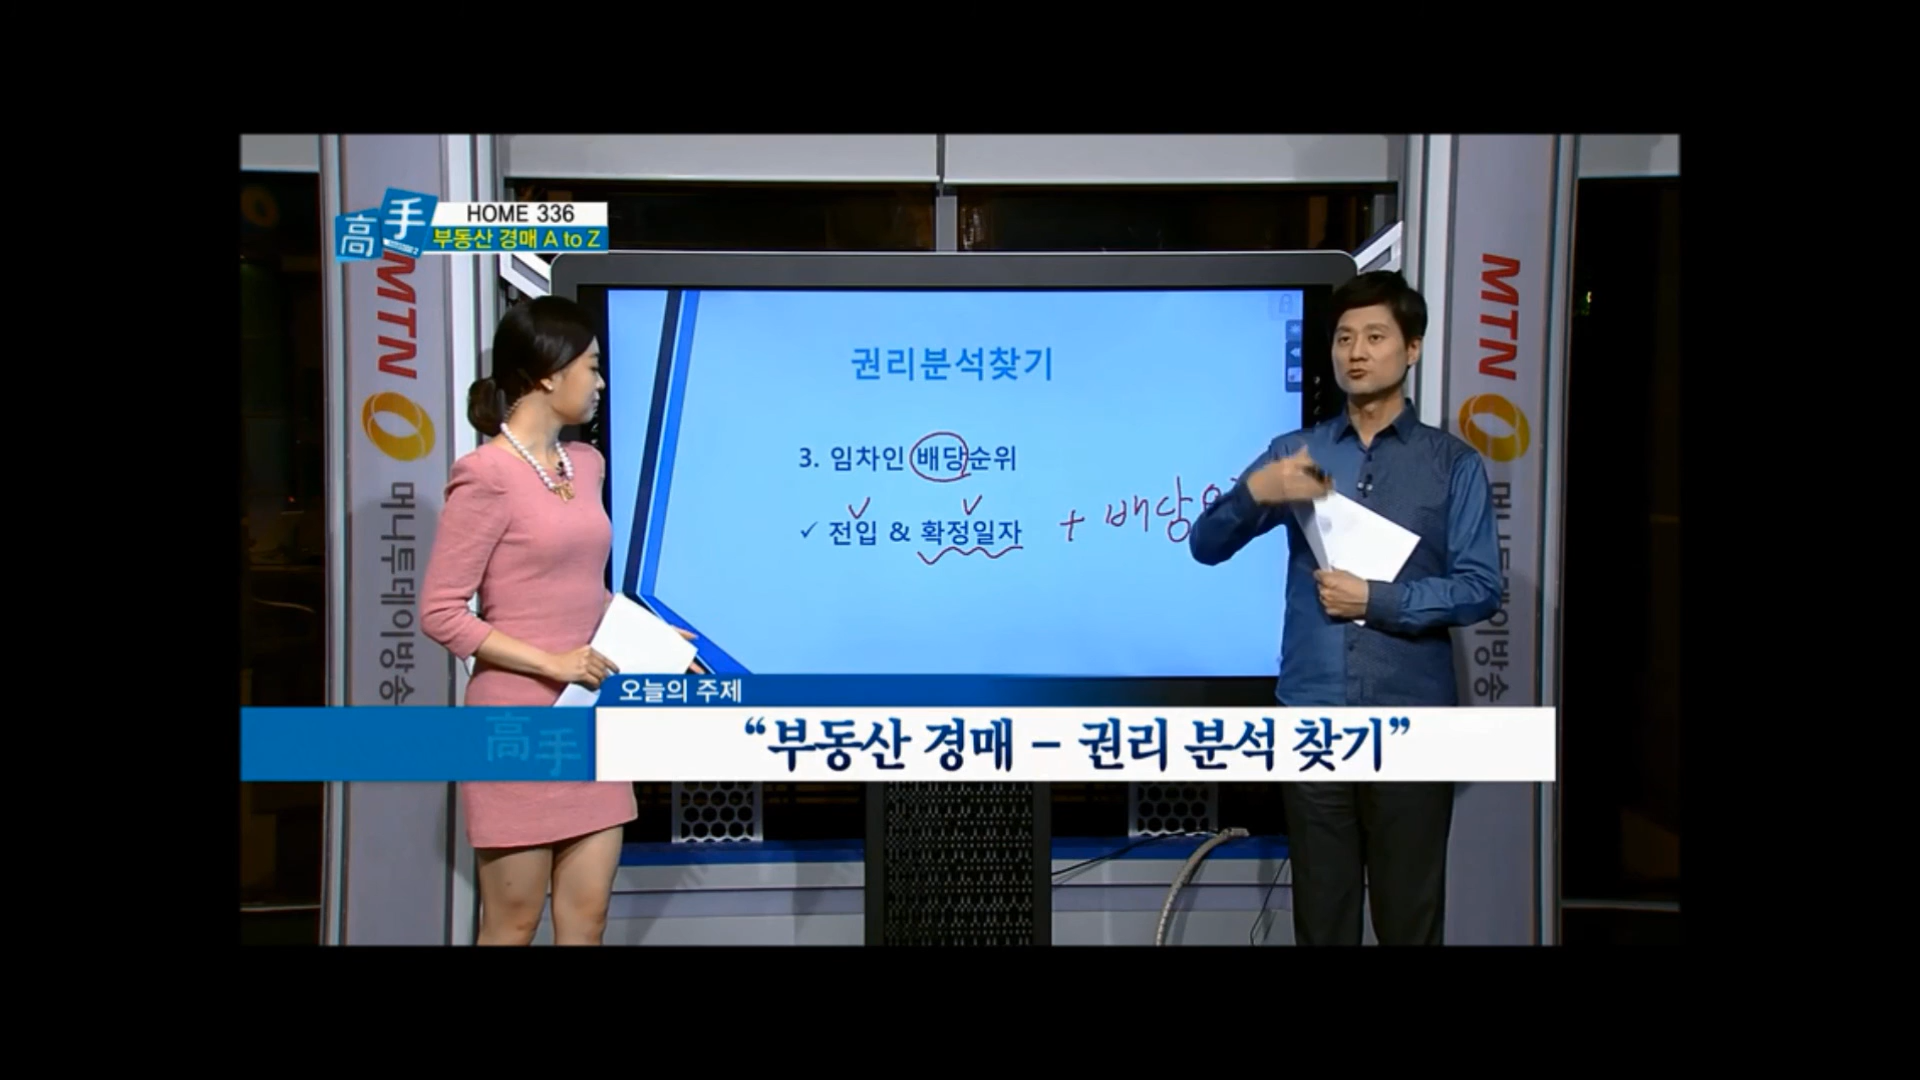 高手
HOME 336
부동산 경매 A to Z
MTN
머니투데이방송
MTN
머니투데이방송
권리분석찾기
3. 임차인 배당순위
✓ 전입 & 확정일자 + 배당
오늘의 주제
高手
“부동산 경매 – 권리 분석 찾기”